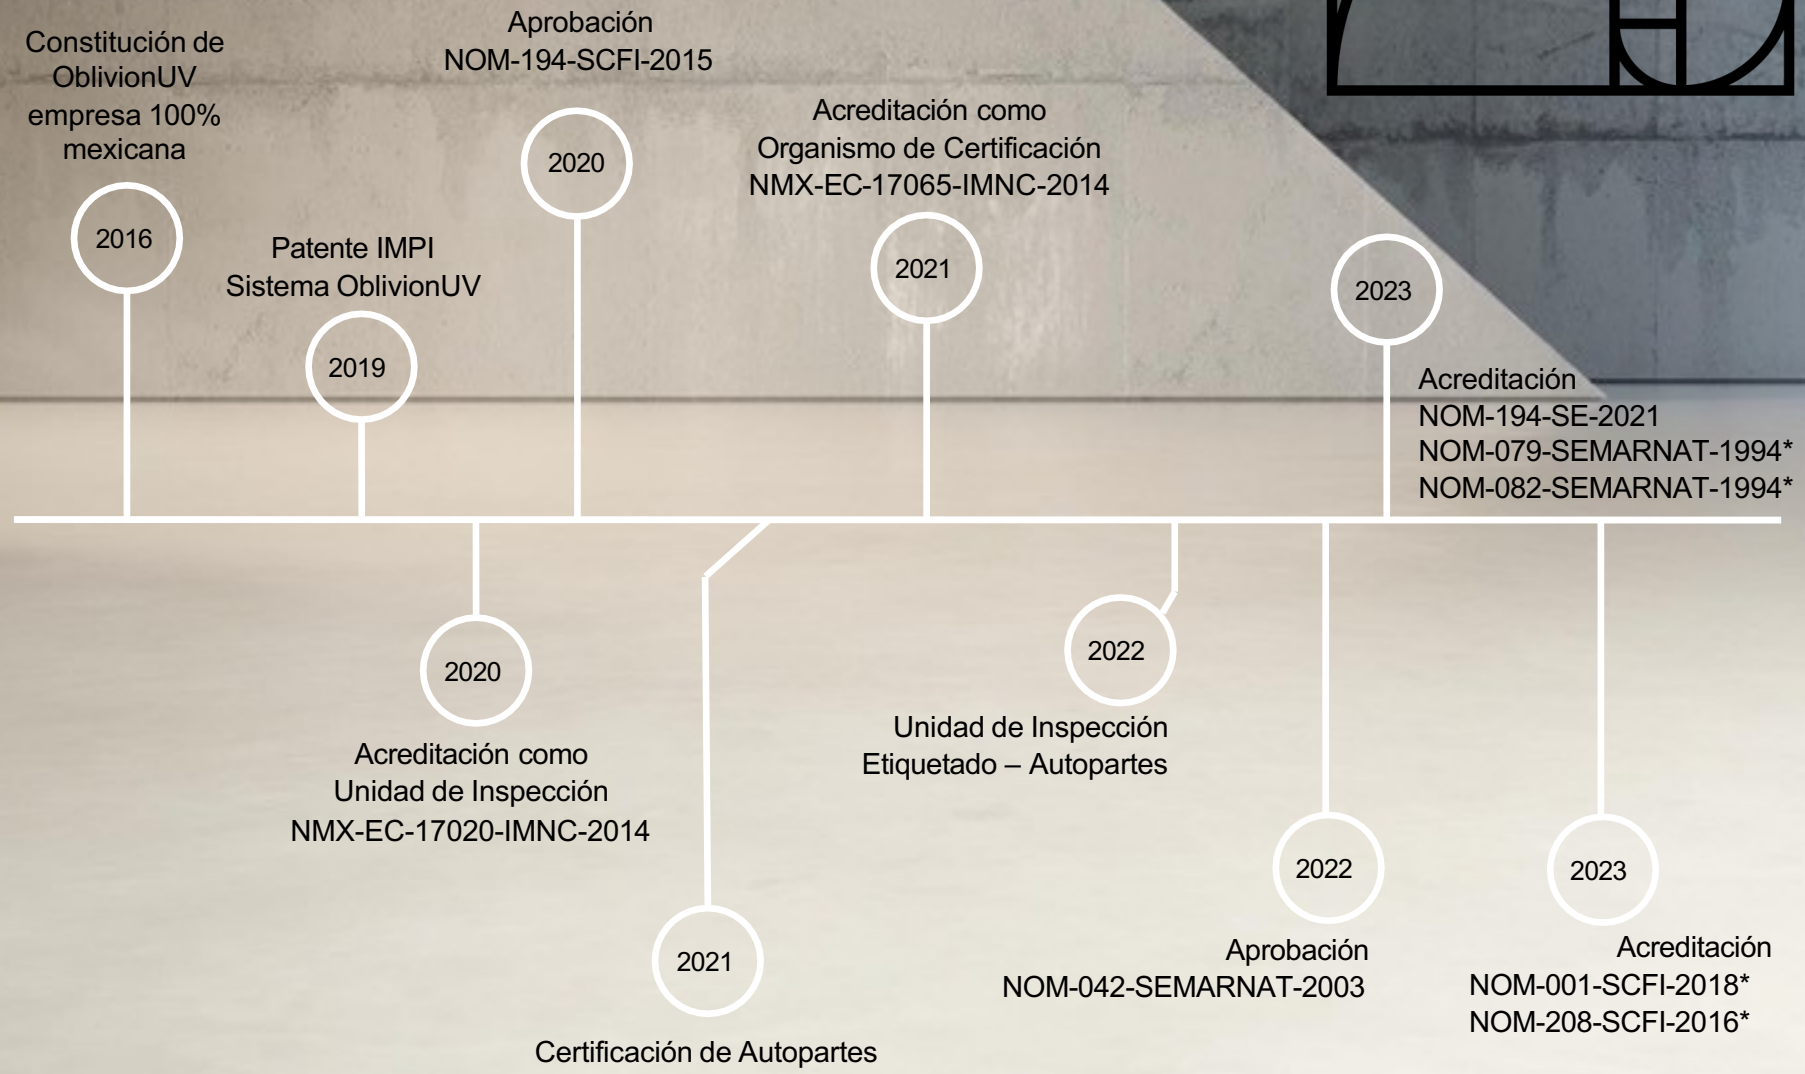 Constitución de
OblivionUV
empresa 100%
mexicana
2016
Patente IMPI
Sistema OblivionUV
2019
Acreditación como
Unidad de Inspección
NMX-EC-17020-IMNC-2014
2020
Aprobación
NOM-194-SCFI-2015
2020
2021
Certificación de Autopartes
Acreditación como
Organismo de Certificación
NMX-EC-17065-IMNC-2014
2021
2022
Unidad de Inspección
Etiquetado – Autopartes
2022
Aprobación
NOM-042-SEMARNAT-2003
2023
Acreditación
NOM-194-SE-2021
NOM-079-SEMARNAT-1994*
NOM-082-SEMARNAT-1994*
2023
Acreditación
NOM-001-SCFI-2018*
NOM-208-SCFI-2016*